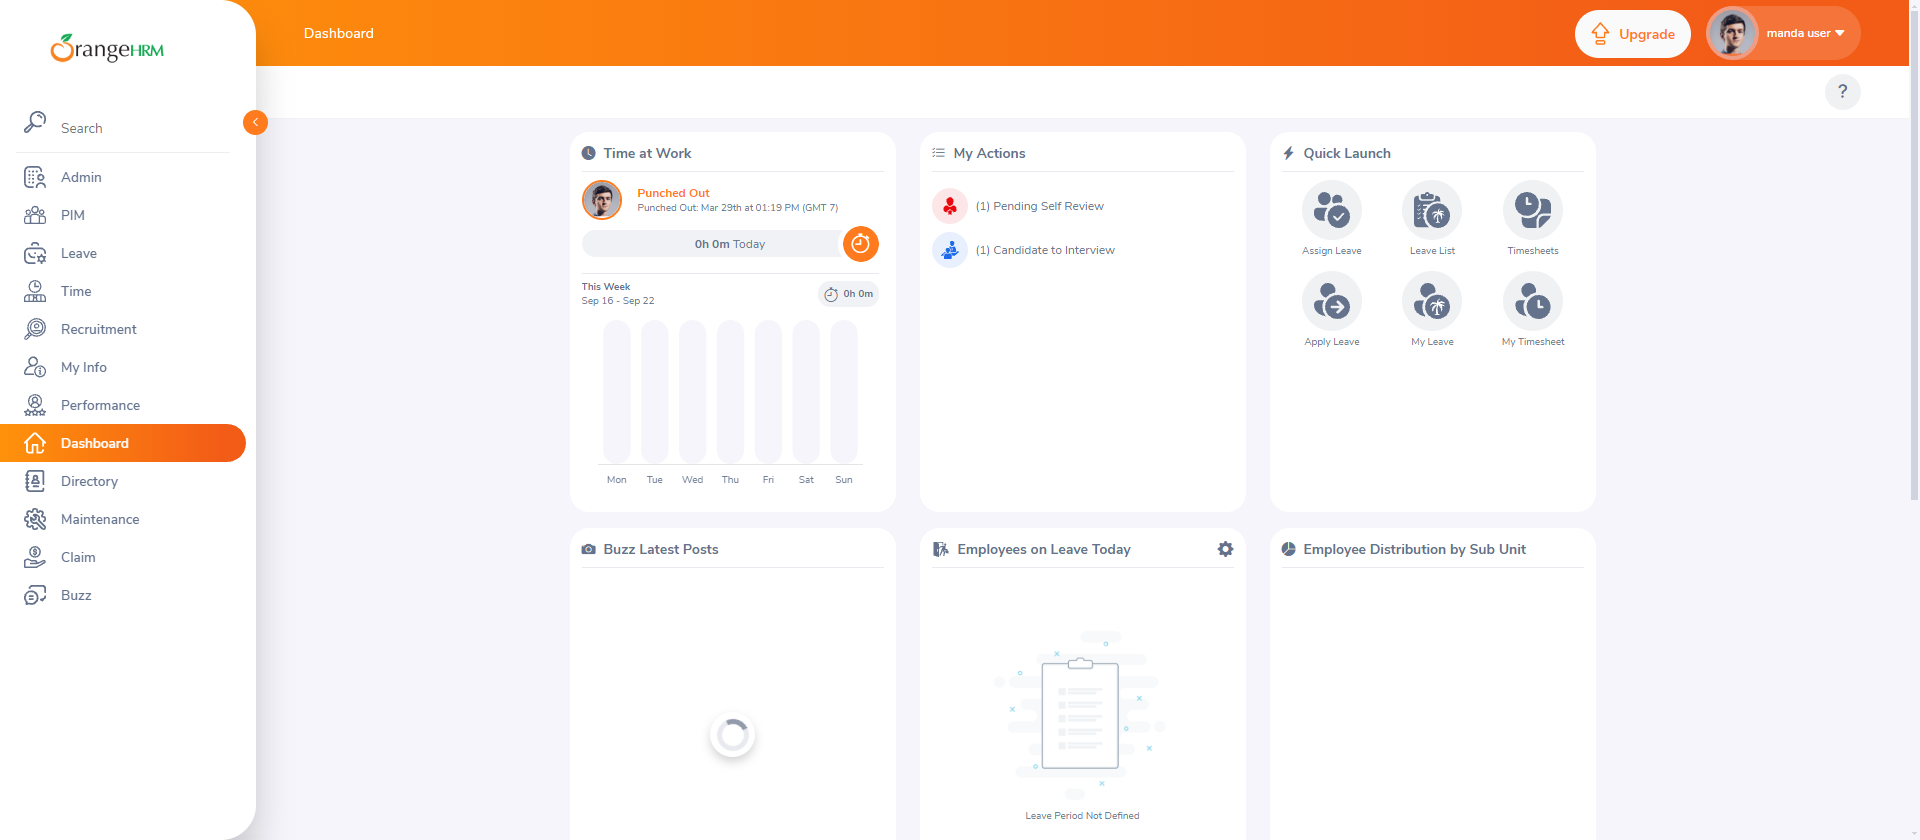 OrangeHRM
Dashboard
Upgrade
manda user
?
Search
Admin
PIM
Leave
Time
Recruitment
My Info
Performance
Dashboard
Directory
Maintenance
Claim
Buzz
Time at Work
Punched Out
Punched Out: Mar 29th at 01:19 PM (GMT 7)
0h 0m Today
This Week
Sep 16 - Sep 22
0h 0m
Mon Tue Wed Thu Fri Sat Sun
My Actions
(1) Pending Self Review
(1) Candidate to Interview
Quick Launch
Assign Leave
Leave List
Timesheets
Apply Leave
My Leave
My Timesheet
Buzz Latest Posts
Employees on Leave Today
Leave Period Not Defined
Employee Distribution by Sub Unit